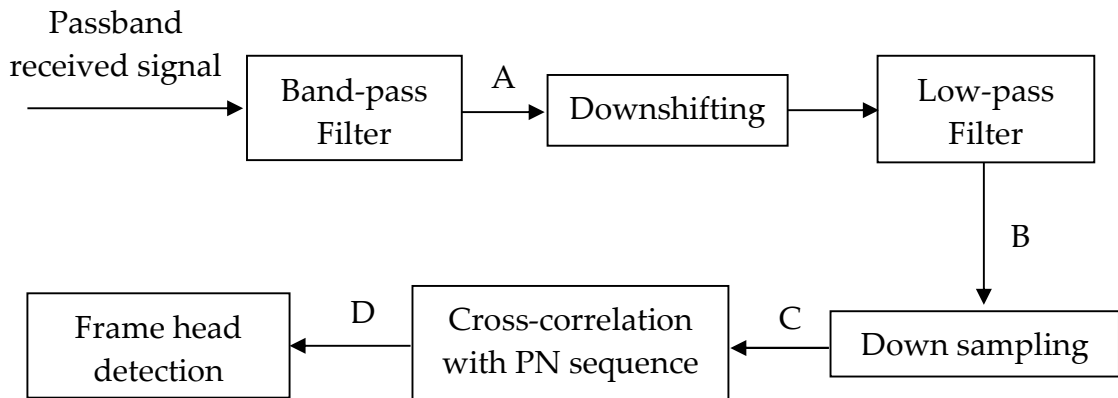 Passband
received signal
Band-pass
Filter
A
Downshifting
Low-pass
Filter
B
Down sampling
C
Cross-correlation
with PN sequence
D
Frame head
detection